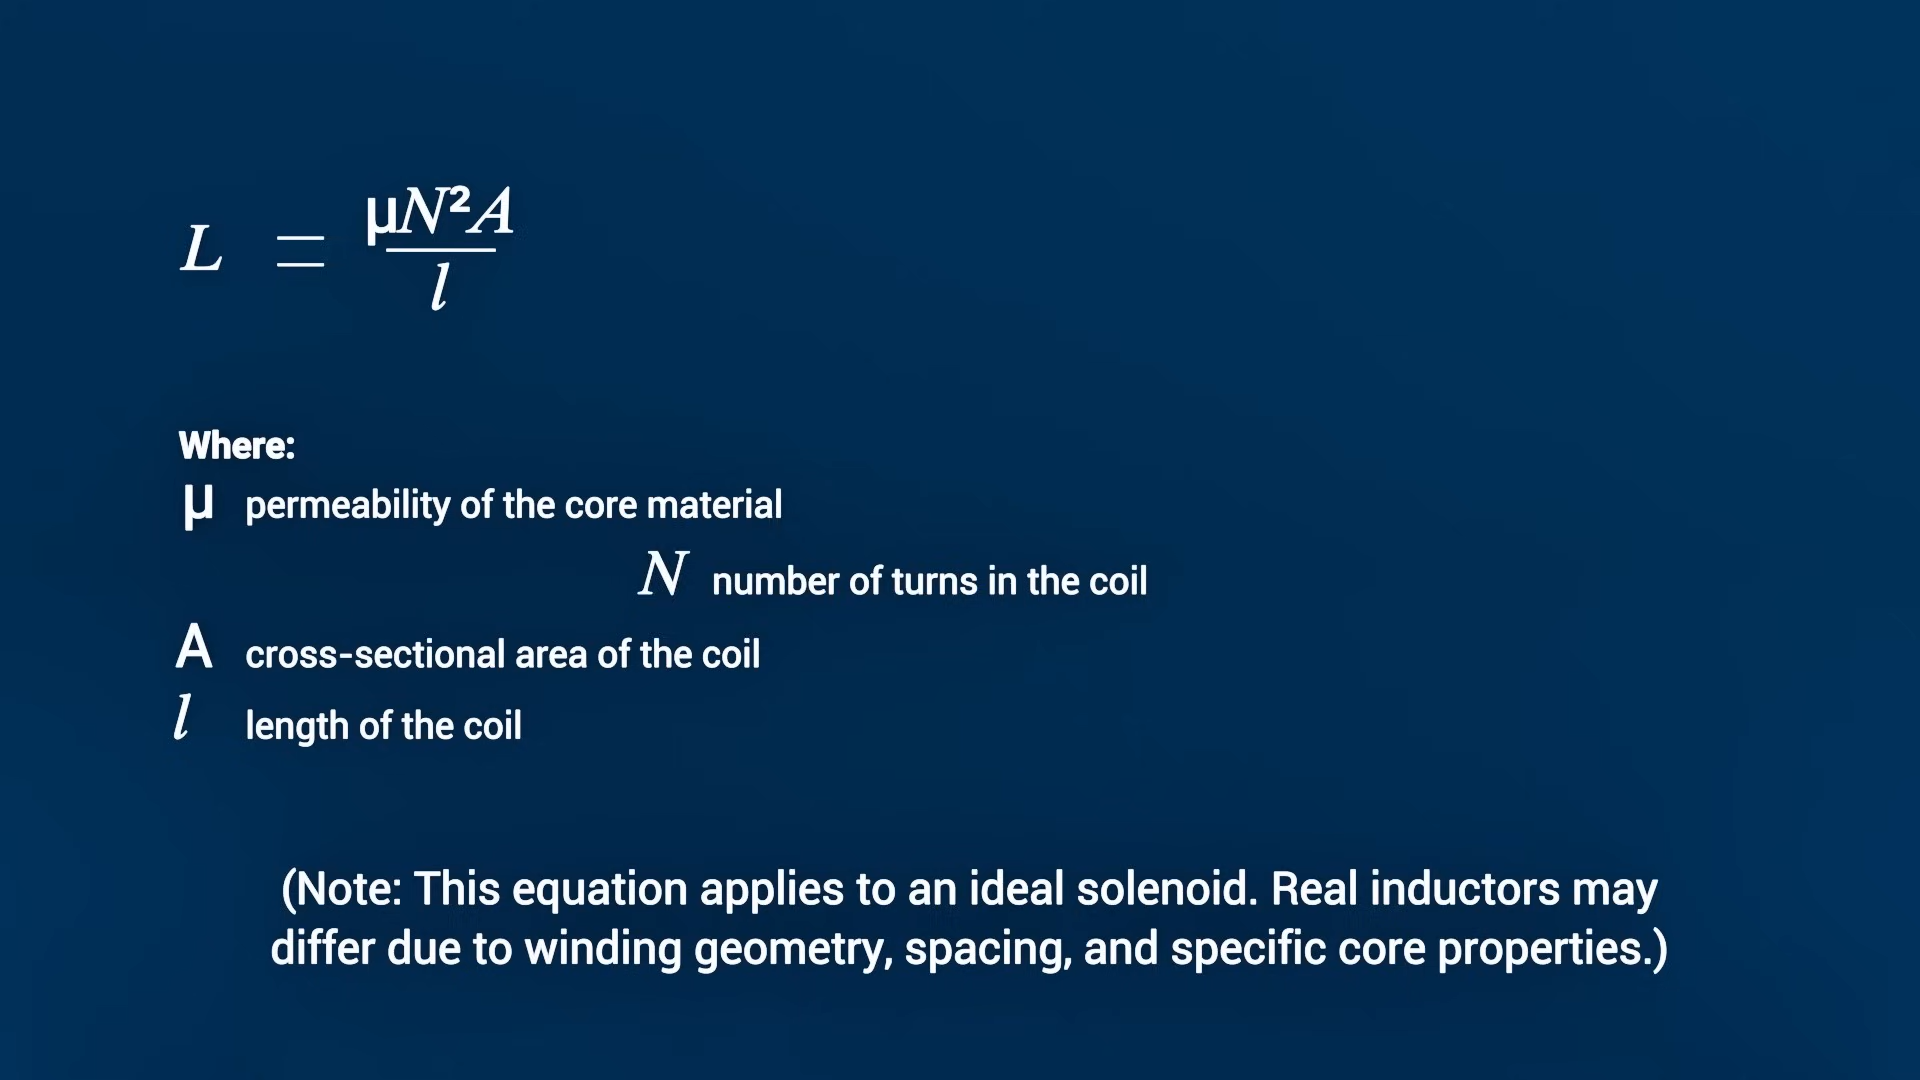 L = µN²A / l
Where:
µ permeability of the core material
N number of turns in the coil
A cross-sectional area of the coil
l length of the coil
(Note: This equation applies to an ideal solenoid. Real inductors may
differ due to winding geometry, spacing, and specific core properties.)